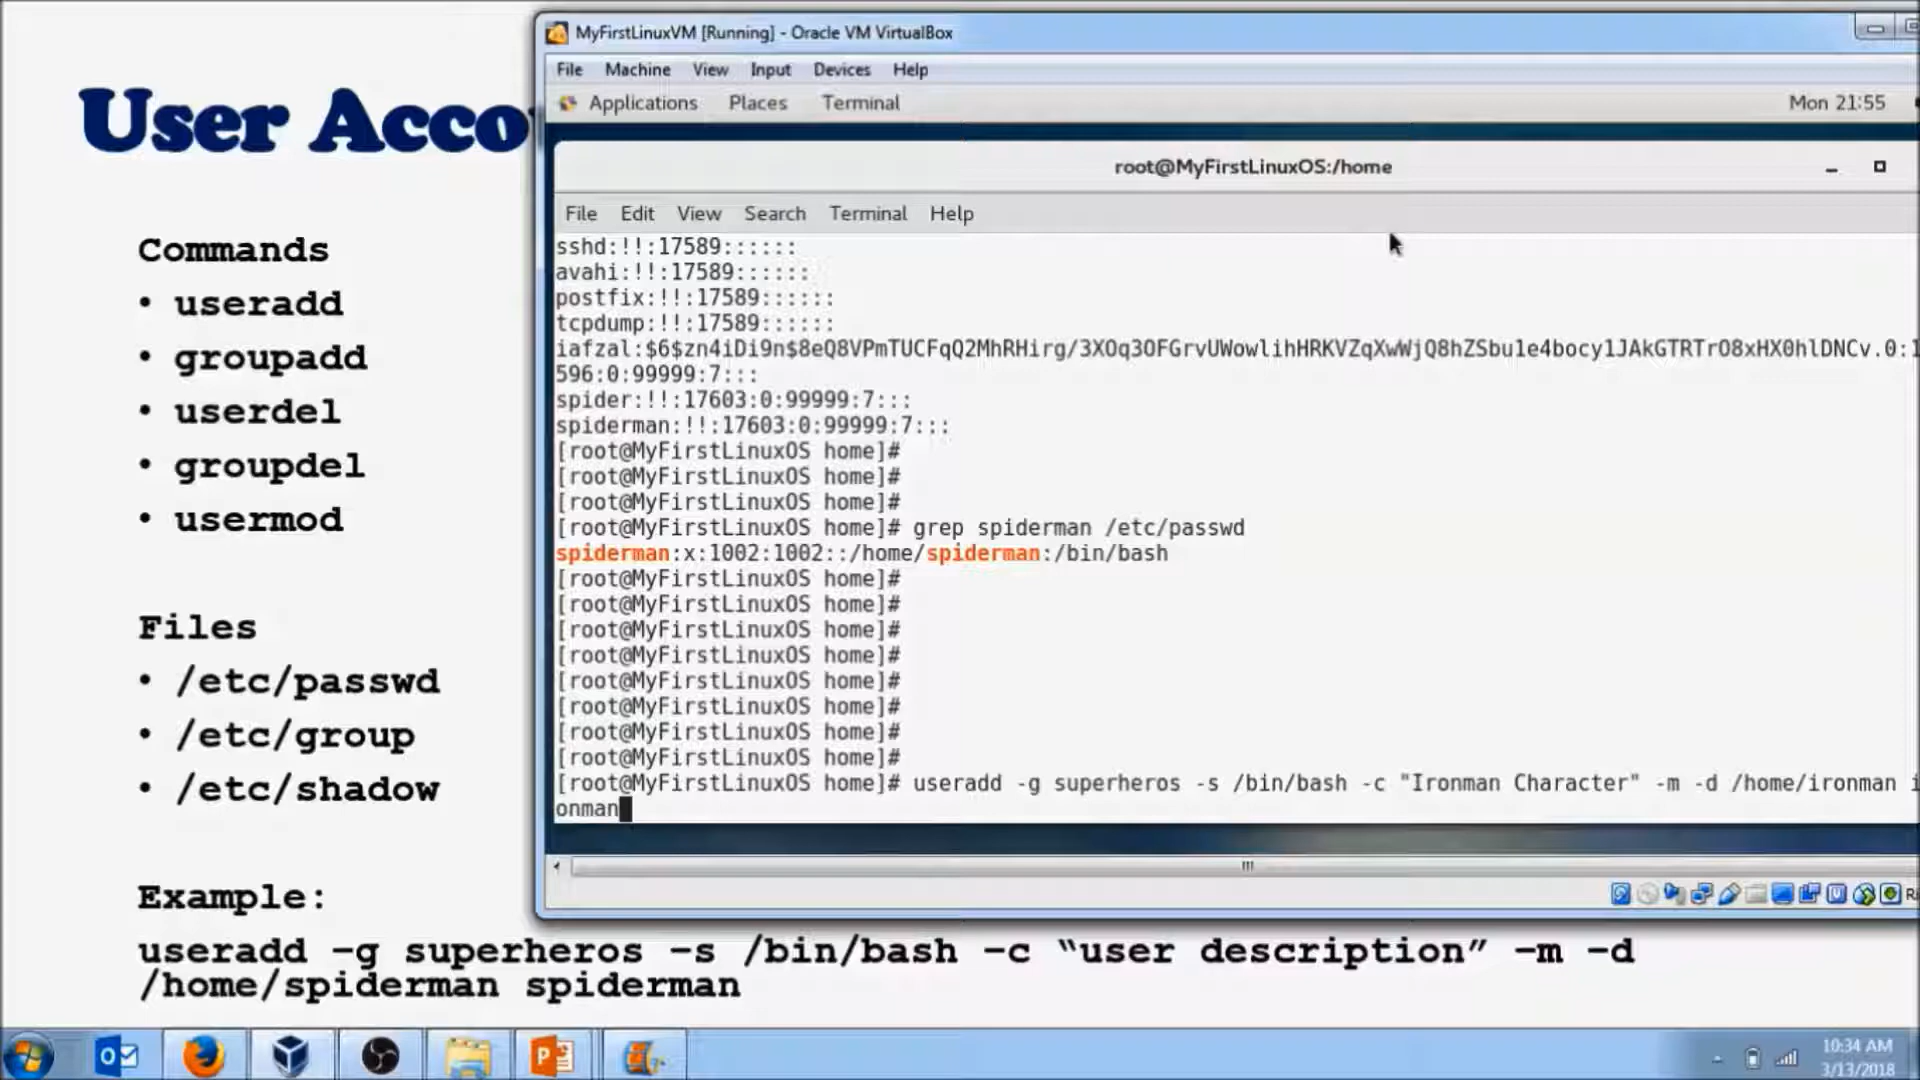 MyFirstLinuxVM [Running] - Oracle VM VirtualBox
File Machine View Input Devices Help
Applications Places Terminal
Mon 21:55
root@MyFirstLinuxOS:/home
File Edit View Search Terminal Help
sshd:!!:17589::::::
avahi:!!:17589::::::
postfix:!!:17589::::::
tcpdump:!!:17589::::::
iafzal:$6$zn4iDi9n$8eQ8VPmTUCFqQ2MhRHirg/3XOq3OFGrvUWowlihHRKVZqXwWjQ8hZSbu1e4bocy1JAkGTRTrO8xHX0hlDNCv.0:1
596:0:99999:7:::
spider:!!:17603:0:99999:7:::
spiderman:!!:17603:0:99999:7:::
[root@MyFirstLinuxOS home]#
[root@MyFirstLinuxOS home]#
[root@MyFirstLinuxOS home]#
[root@MyFirstLinuxOS home]# grep spiderman /etc/passwd
spiderman:x:1002:1002::/home/spiderman:/bin/bash
[root@MyFirstLinuxOS home]#
[root@MyFirstLinuxOS home]#
[root@MyFirstLinuxOS home]#
[root@MyFirstLinuxOS home]#
[root@MyFirstLinuxOS home]#
[root@MyFirstLinuxOS home]#
[root@MyFirstLinuxOS home]#
[root@MyFirstLinuxOS home]#
[root@MyFirstLinuxOS home]# useradd -g superheros -s /bin/bash -c "Ironman Character" -m -d /home/ironman i
onman
User Acco
Commands
• useradd
• groupadd
• userdel
• groupdel
• usermod
Files
• /etc/passwd
• /etc/group
• /etc/shadow
Example:
useradd –g superheros –s /bin/bash –c “user description” –m –d
/home/spiderman spiderman
10:34 AM
3/13/2018